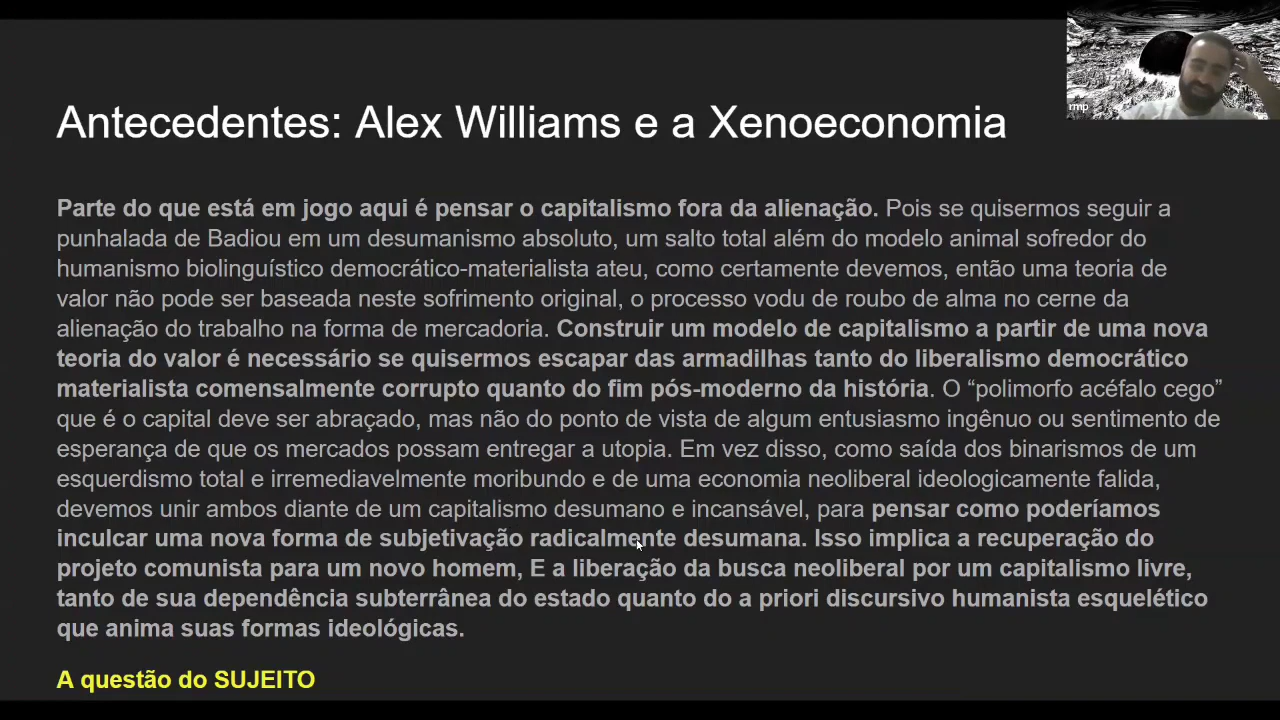 Antecedentes: Alex Williams e a Xenoeconomia
rmp
Parte do que está em jogo aqui é pensar o capitalismo fora da alienação. Pois se quisermos seguir a
punhalada de Badiou em um desumanismo absoluto, um salto total além do modelo animal sofredor do
humanismo biolinguístico democrático-materialista ateu, como certamente devemos, então uma teoria de
valor não pode ser baseada neste sofrimento original, o processo vodu de roubo de alma no cerne da
alienação do trabalho na forma de mercadoria. Construir um modelo de capitalismo a partir de uma nova
teoria do valor é necessário se quisermos escapar das armadilhas tanto do liberalismo democrático
materialista comensalmente corrupto quanto do fim pós-moderno da história. O “polimorfo acéfalo cego”
que é o capital deve ser abraçado, mas não do ponto de vista de algum entusiasmo ingênuo ou sentimento de
esperança de que os mercados possam entregar a utopia. Em vez disso, como saída dos binarismos de um
esquerdismo total e irremediavelmente moribundo e de uma economia neoliberal ideologicamente falida,
devemos unir ambos diante de um capitalismo desumano e incansável, para pensar como poderíamos
inculcar uma nova forma de subjetivação radicalmente desumana. Isso implica a recuperação do
projeto comunista para um novo homem, E a liberação da busca neoliberal por um capitalismo livre,
tanto de sua dependência subterrânea do estado quanto do a priori discursivo humanista esquelético
que anima suas formas ideológicas.
A questão do SUJEITO